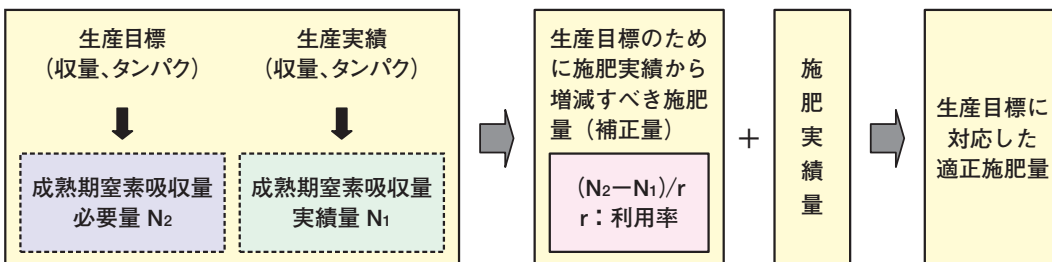 生産目標
（収量、タンパク）
成熟期窒素吸収量
必要量 N₂
生産実績
（収量、タンパク）
成熟期窒素吸収量
実績量 N₁
生産目標のため
に施肥実績から
増減すべき施肥
量（補正量）
(N₂ー N₁)/r
r：利用率
＋
施肥実績量
生産目標に
対応した
適正施肥量